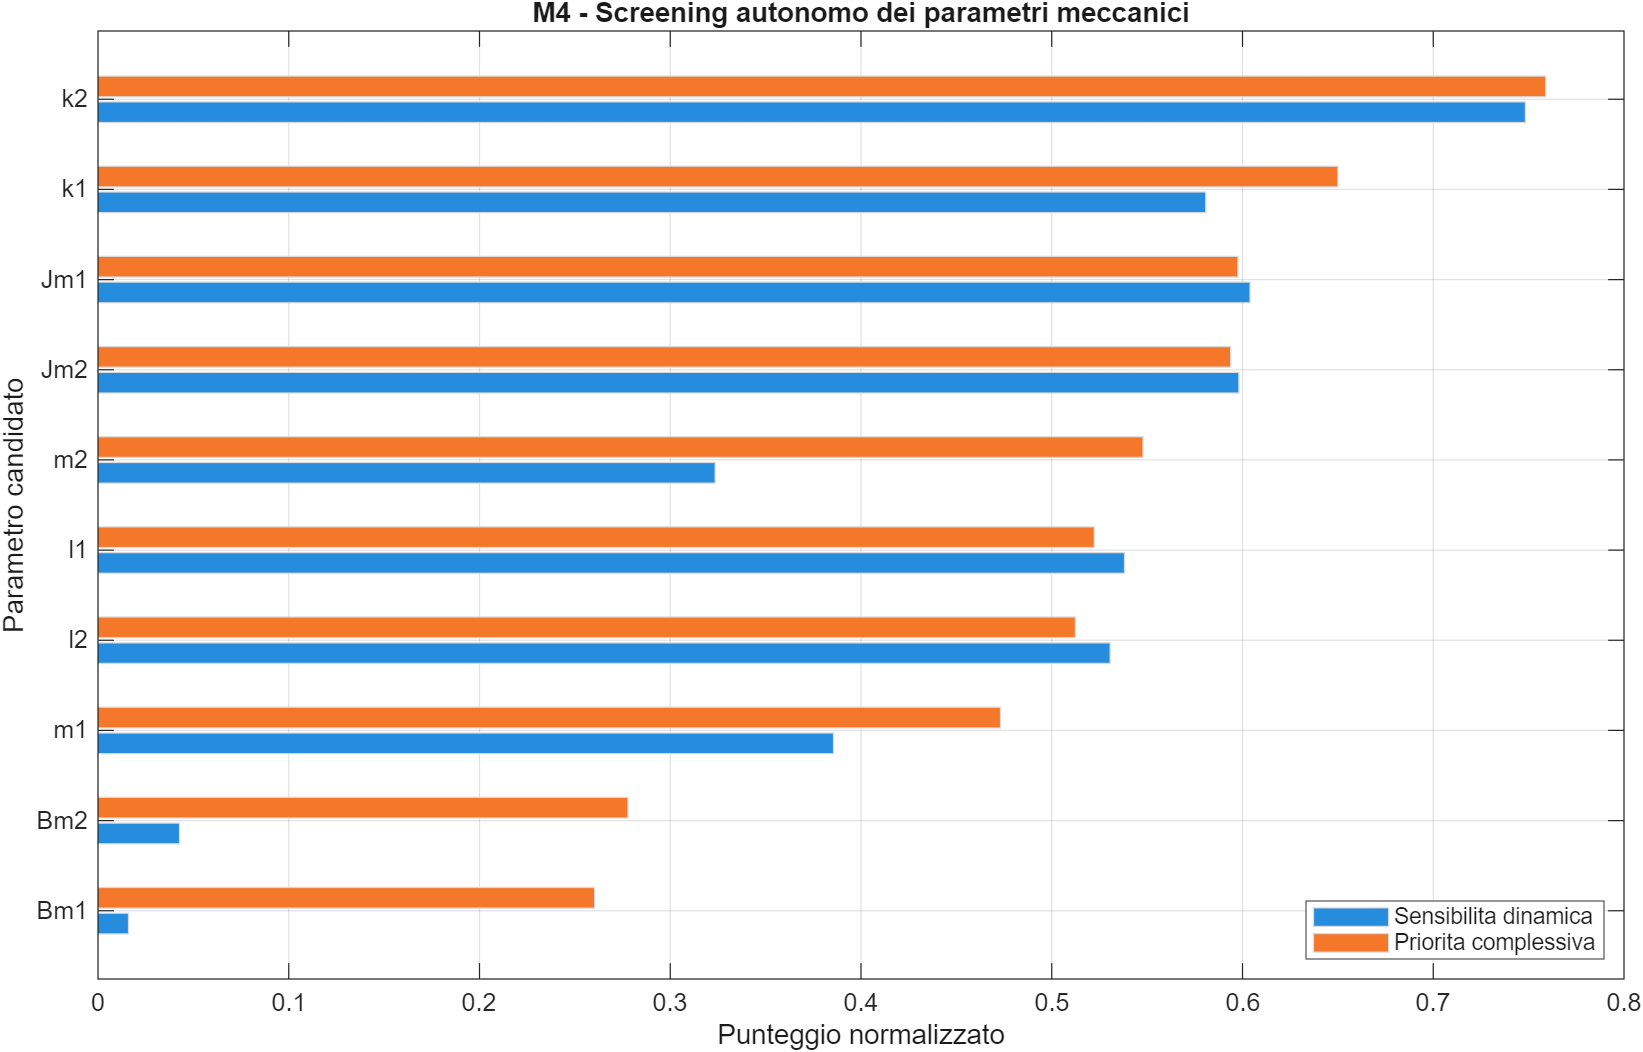 M4 - Screening autonomo dei parametri meccanici
Parametro candidato
k2
k1
Jm1
Jm2
m2
l1
l2
m1
Bm2
Bm1
Sensibilita dinamica
Priorita complessiva
0 0.1 0.2 0.3 0.4 0.5 0.6 0.7 0.8
Punteggio normalizzato